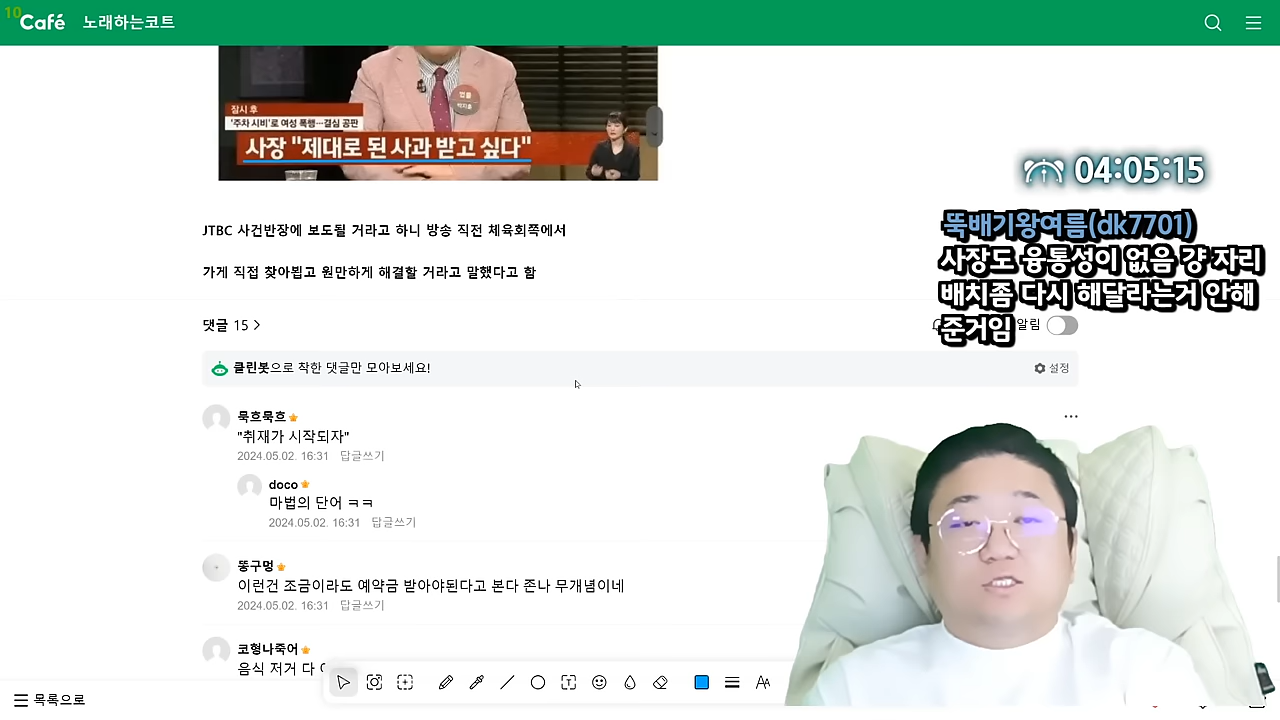 10
Café 노래하는코트
잠시 후
'주차 시비'로 여성 폭행…결심 공판
사장 "제대로 된 사과 받고 싶다"
04:05:15
뚝배기왕여름(dk7701)
사장도 융통성이 없음 걍 자리
배치좀 다시 해달라는거 안해
준거임
JTBC 사건반장에 보도될 거라고 하니 방송 직전 체육회쪽에서
가게 직접 찾아뵙고 원만하게 해결할 거라고 말했다고 함
댓글 15
알림
클린봇으로 착한 댓글만 모아보세요!
설정
묵흐묵흐
"취재가 시작되자"
2024.05.02. 16:31 답글쓰기
doco
마법의 단어 ㅋㅋ
2024.05.02. 16:31 답글쓰기
뚱구멍
이런건 조금이라도 예약금 받아야된다고 본다 존나 무개념이네
2024.05.02. 16:31 답글쓰기
코형나죽어
음식 저거 다
목록으로